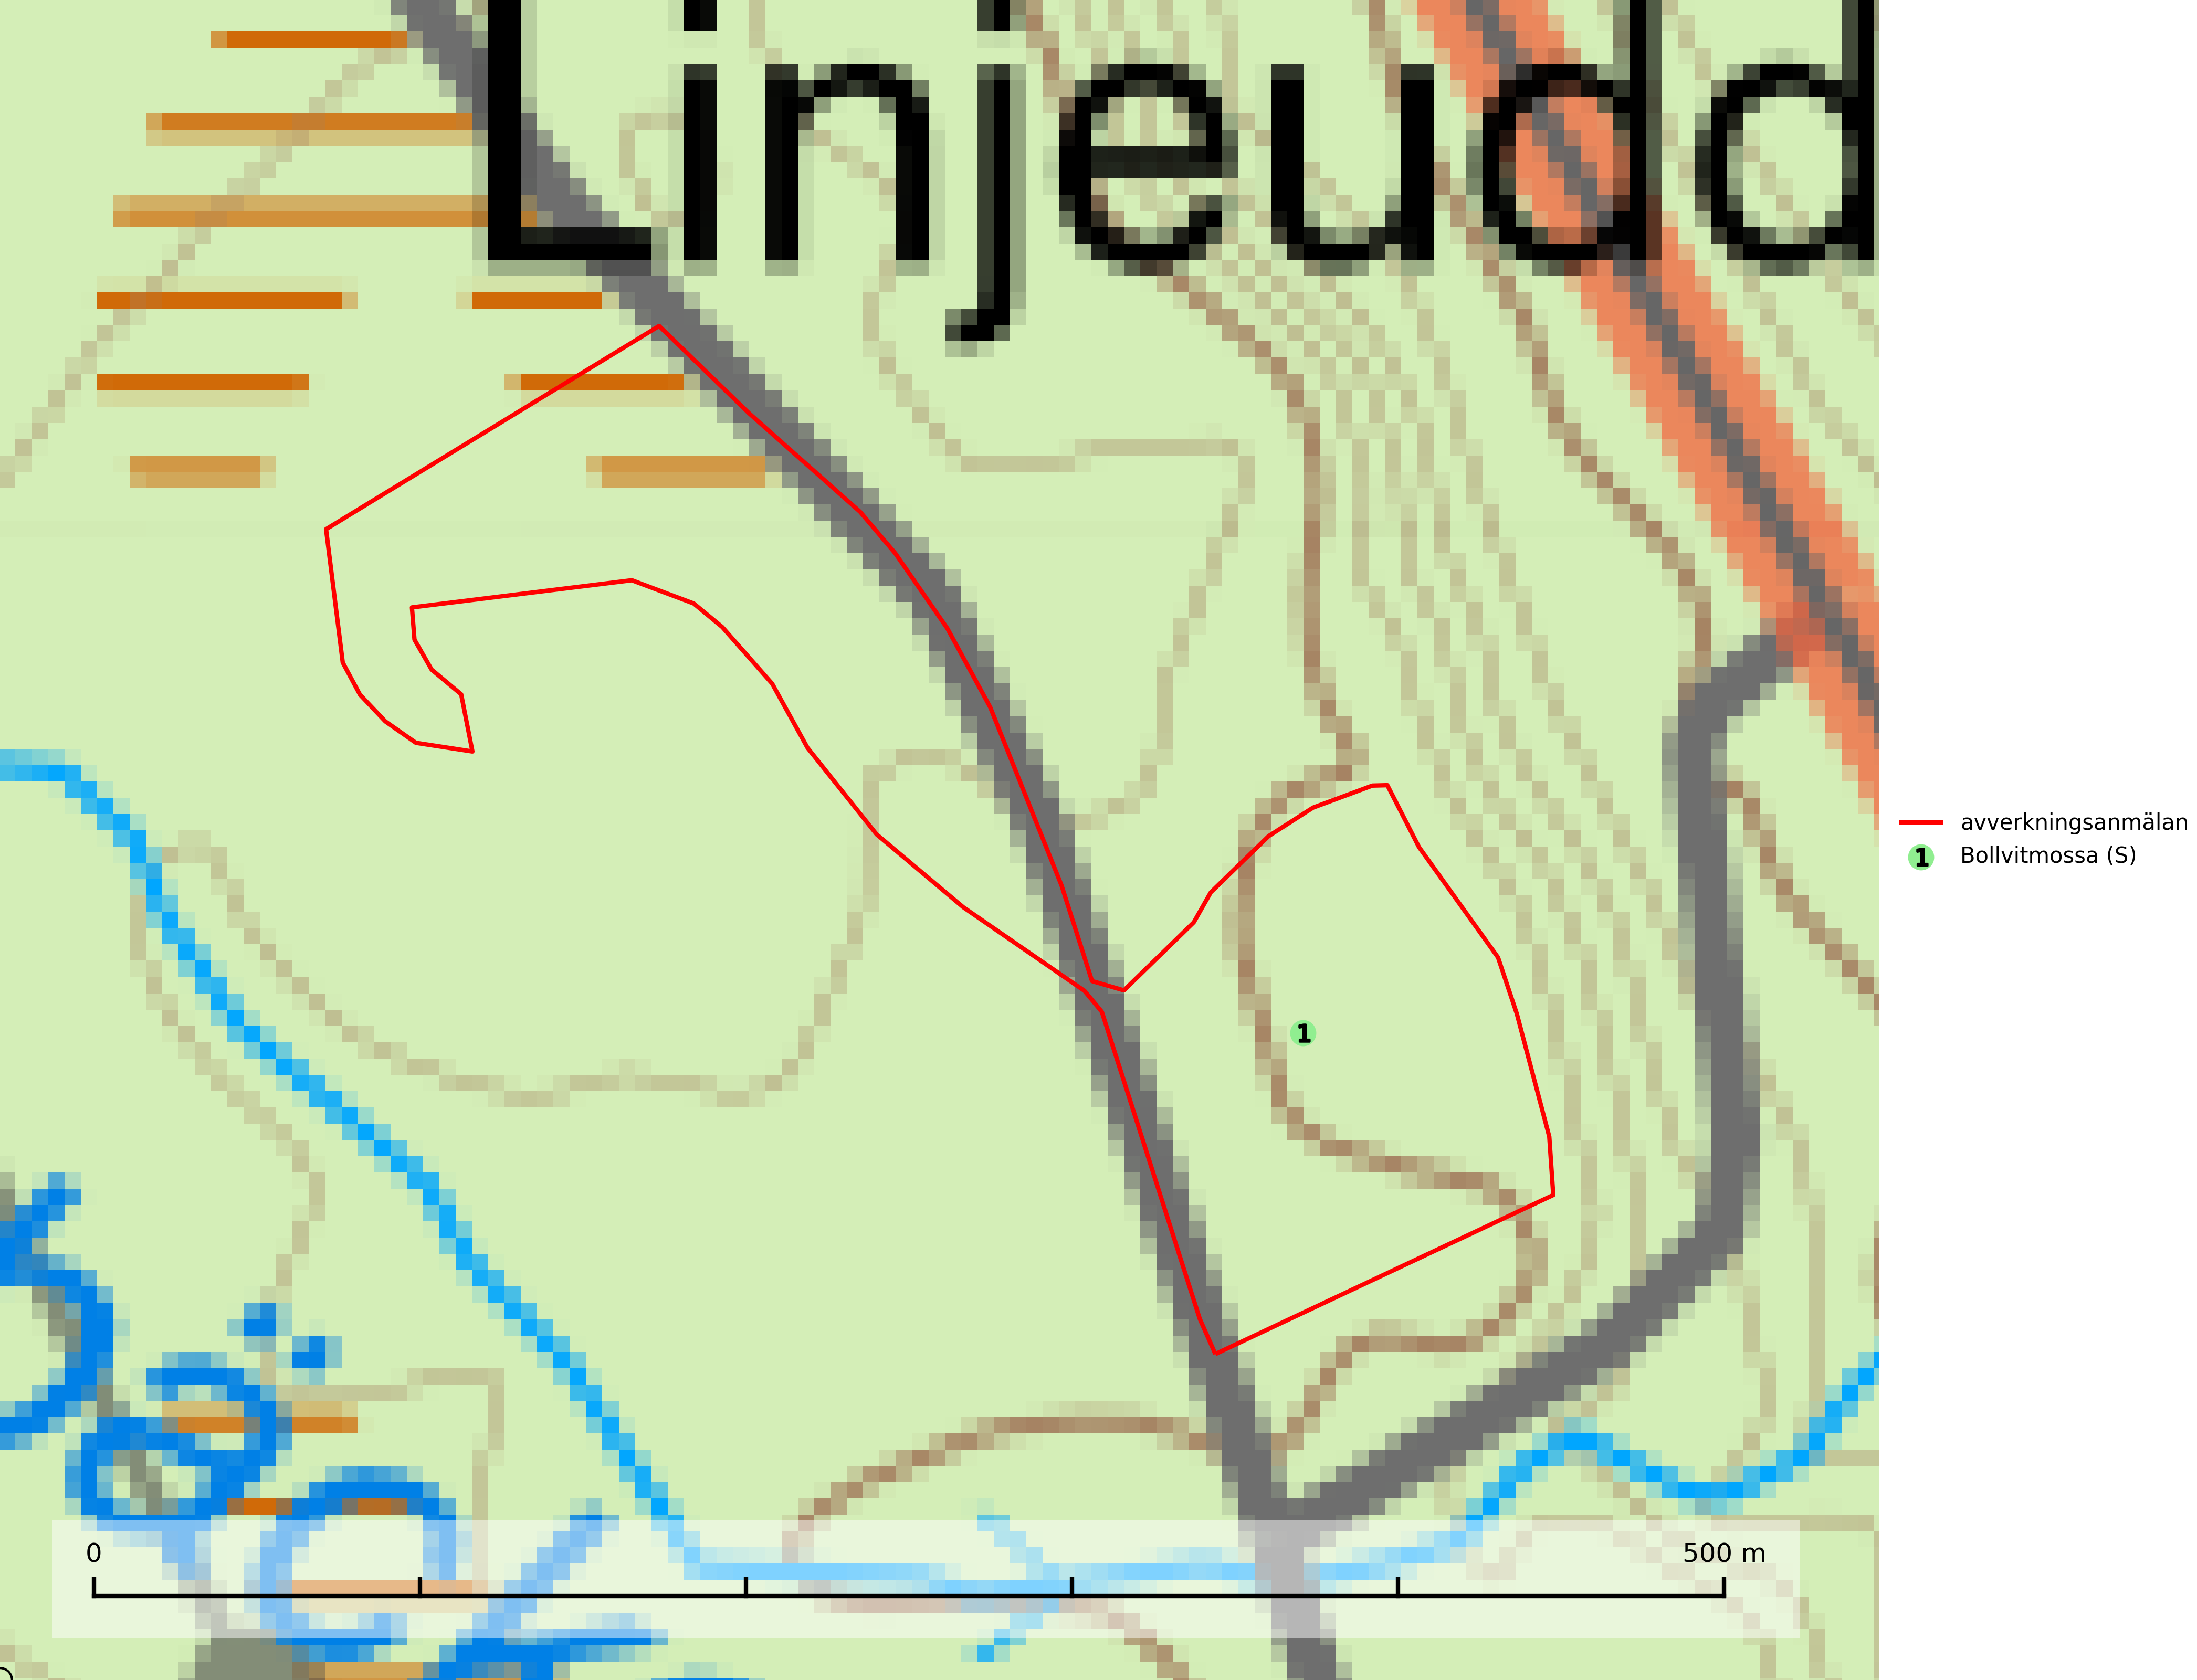 Linjeudd
1
avverkningsanmälan
1 Bollvitmossa (S)
0 500 m